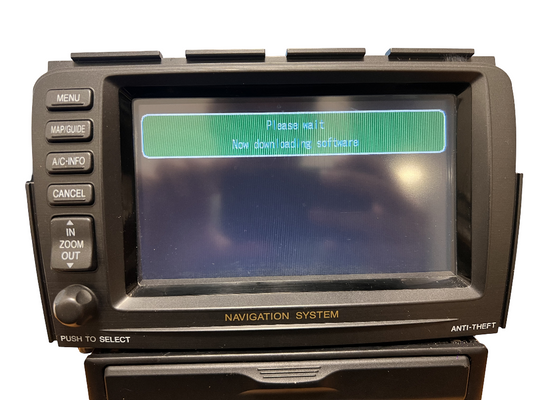 Please wait
Now downloading software
MENU
MAP/GUIDE
A/C·INFO
CANCEL
IN
ZOOM
OUT
PUSH TO SELECT
NAVIGATION SYSTEM
ANTI-THEFT